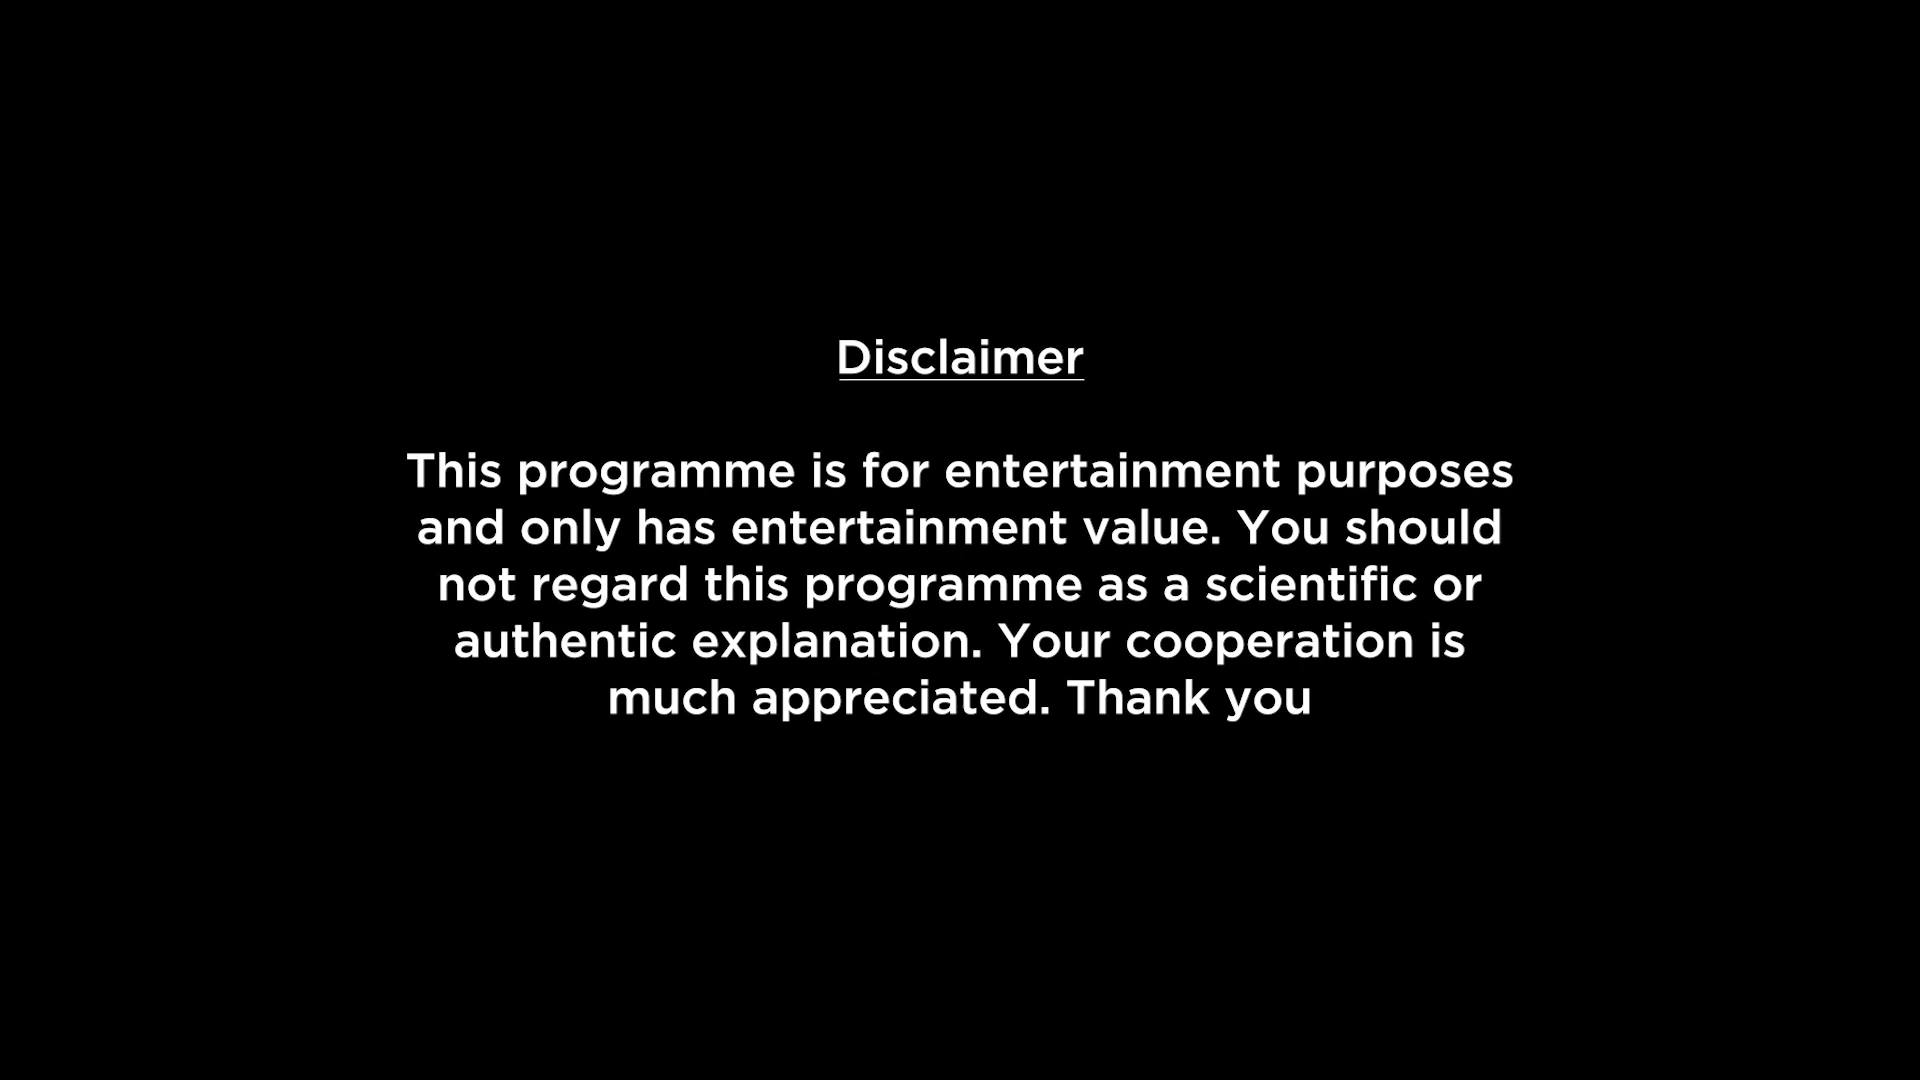 Disclaimer
This programme is for entertainment purposes
and only has entertainment value. You should
not regard this programme as a scientific or
authentic explanation. Your cooperation is
much appreciated. Thank you